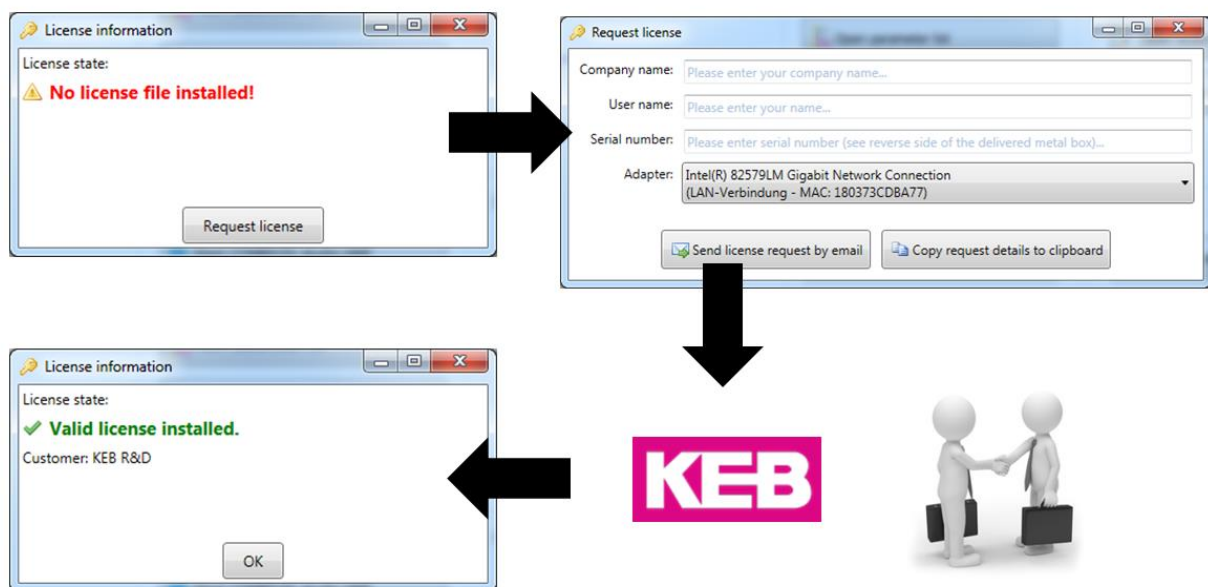 License information
License state:
No license file installed!
Request license
Request license
Company name: Please enter your company name...
User name: Please enter your name...
Serial number: Please enter serial number (see reverse side of the delivered metal box)...
Adapter: Intel(R) 82579LM Gigabit Network Connection
(LAN-Verbindung - MAC: 180373CDBA77)
Send license request by email Copy request details to clipboard
License information
License state:
Valid license installed.
Customer: KEB R&D
OK
KEB